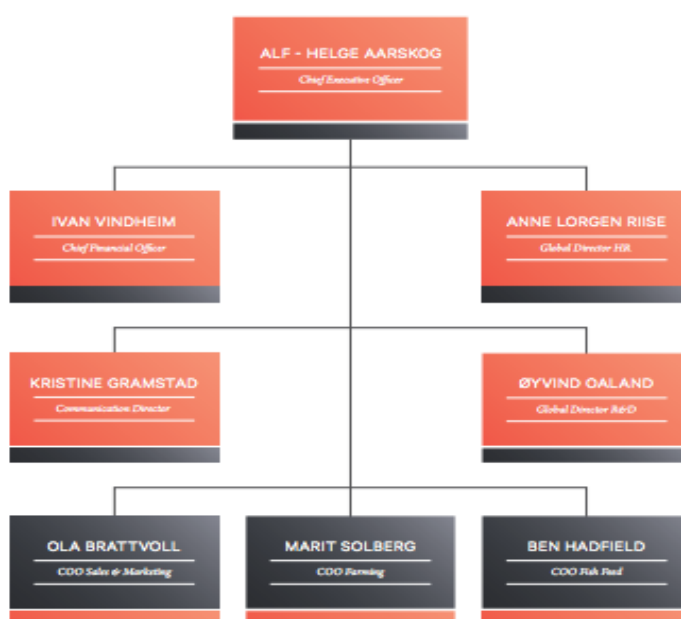 ALF - HELGE AARSKOG
Chief Executive Officer
IVAN VINDHEIM
Chief Financial Officer
ANNE LORGEN RIISE
Global Director HR
KRISTINE GRAMSTAD
Communication Director
ØYVIND OALAND
Global Director R&D
OLA BRATTVOLL
COO Sales & Marketing
MARIT SOLBERG
COO Farming
BEN HADFIELD
COO Fish Feed